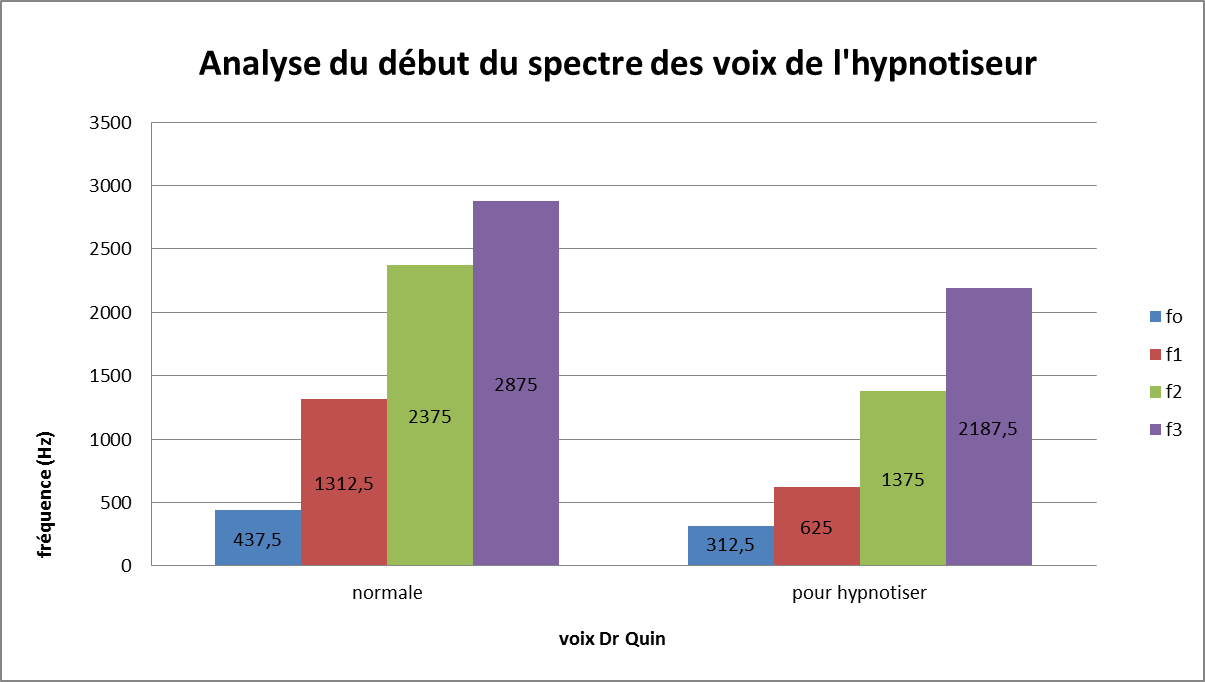 Analyse du début du spectre des voix de l'hypnotiseur
3500
3000
2500
2000
1500
1000
500
0
fréquence (Hz)
437,5
1312,5
2375
2875
312,5
625
1375
2187,5
normale
pour hypnotiser
voix Dr Quin
fo
f1
f2
f3